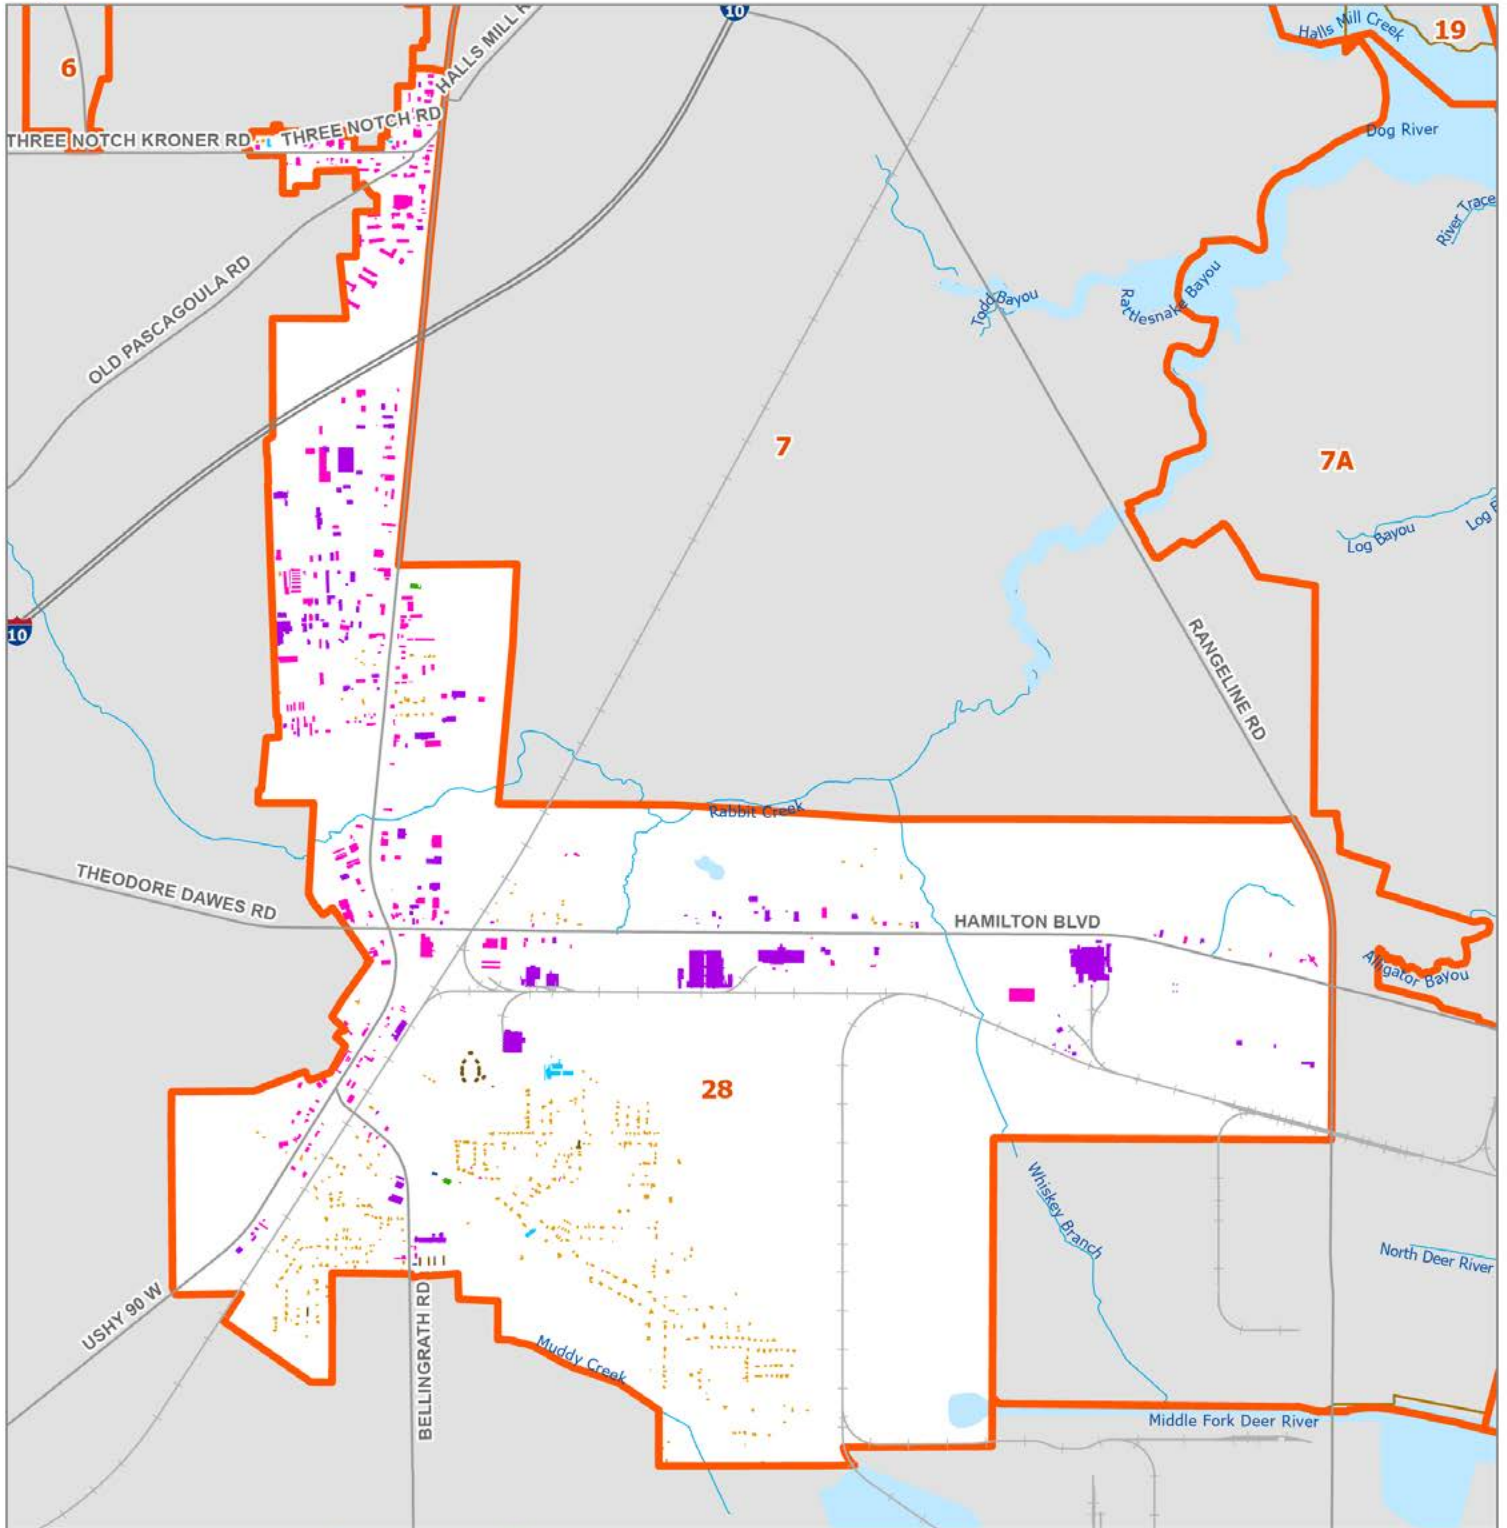 10
Halls Mill Creek
19
6
HALLS MILL R
THREE NOTCH KRONER RD
THREE NOTCH RD
Dog River
River Trace
OLD PASCAGOULA RD
Todd Bayou
Rattlesnake Bayou
7
7A
Log Bayou
Log B
10
RANGELINE RD
Rabbit Creek
THEODORE DAWES RD
HAMILTON BLVD
Alligator Bayou
28
Whiskey Branch
North Deer River
USHY 90 W
BELLINGRATH RD
Muddy Creek
Middle Fork Deer River